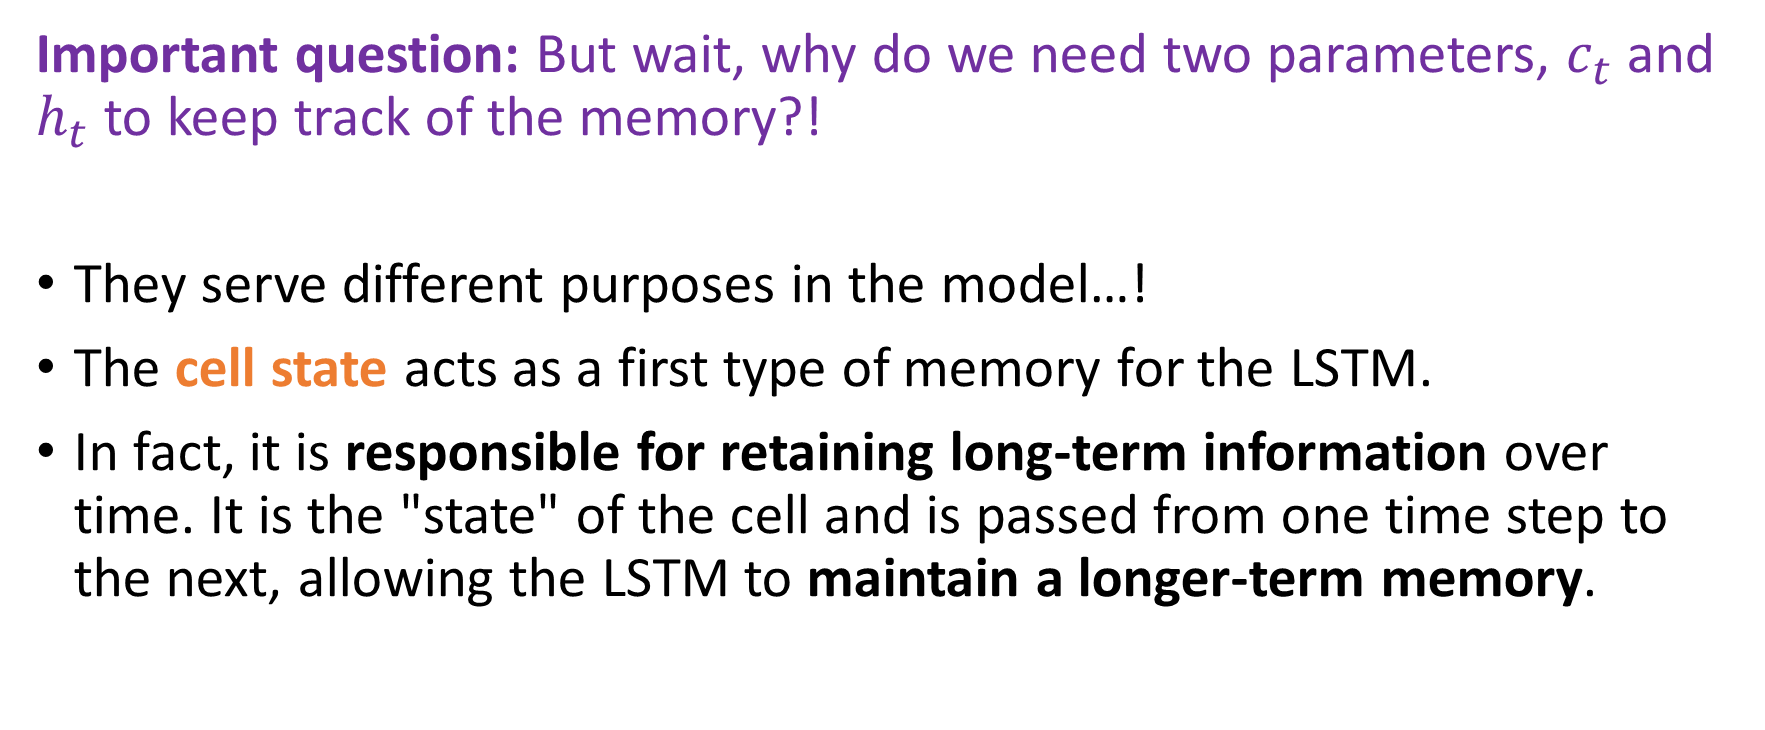 Important question: But wait, why do we need two parameters, c_t and
h_t to keep track of the memory?!
• They serve different purposes in the model...!
• The cell state acts as a first type of memory for the LSTM.
• In fact, it is responsible for retaining long-term information over
time. It is the "state" of the cell and is passed from one time step to
the next, allowing the LSTM to maintain a longer-term memory.